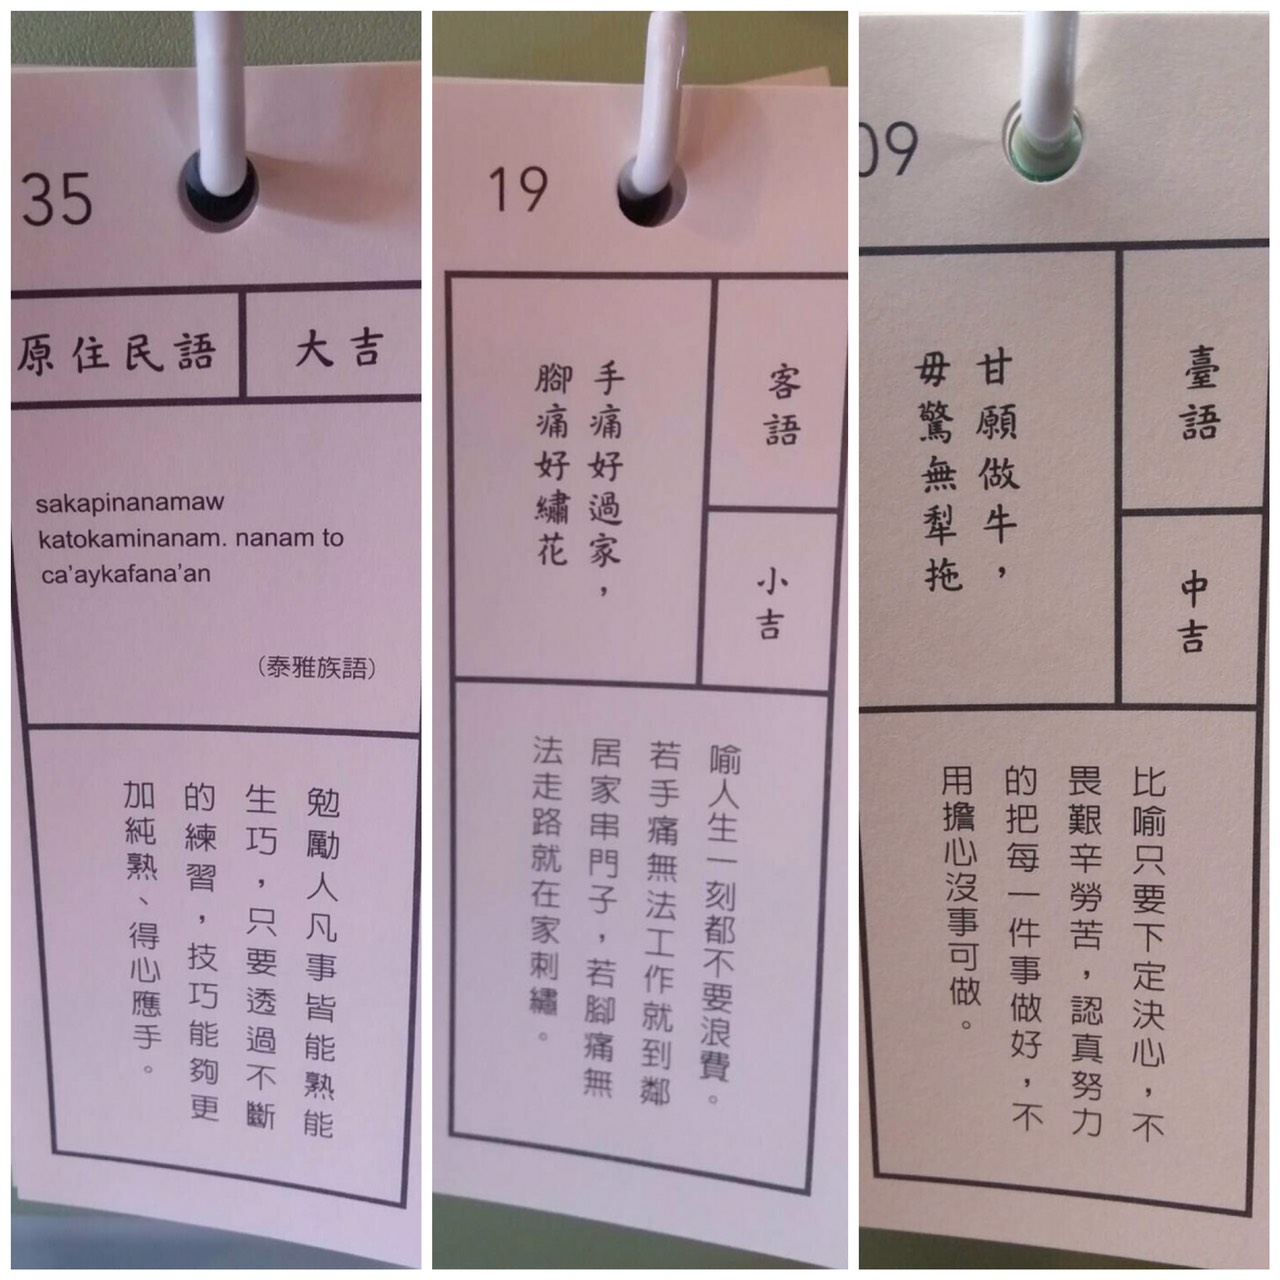 35
原住民語
大吉
sakapinanamaw
katokaminanam. nanam to
ca'aykafana'an
（泰雅族語）
勉勵人凡事皆能熟能
生巧，只要透過不斷
的練習，技巧能夠更
加純熟、得心應手。
19
客語
小吉
手痛好過家，
腳痛好繡花
喻人生一刻都不要浪費。
若手痛無法工作就到鄰
居家串門子，若腳痛無
法走路就在家刺繡。
09
臺語
中吉
甘願做牛，
毋驚無犁拖
比喻只要下定決心，不
畏艱辛勞苦，認真努力
的把每一件事做好，不
用擔心沒事可做。